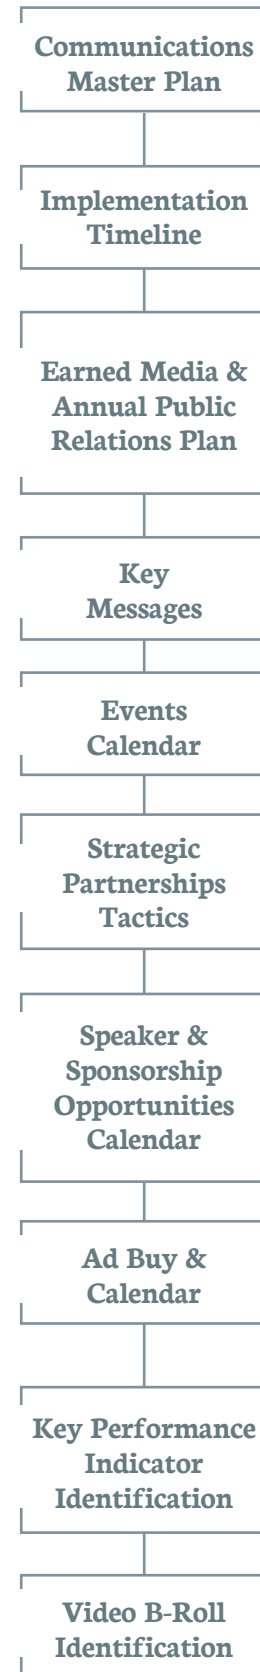 Communications
Master Plan
Implementation
Timeline
Earned Media &
Annual Public
Relations Plan
Key
Messages
Events
Calendar
Strategic
Partnerships
Tactics
Speaker &
Sponsorship
Opportunities
Calendar
Ad Buy &
Calendar
Key Performance
Indicator
Identification
Video B-Roll
Identification